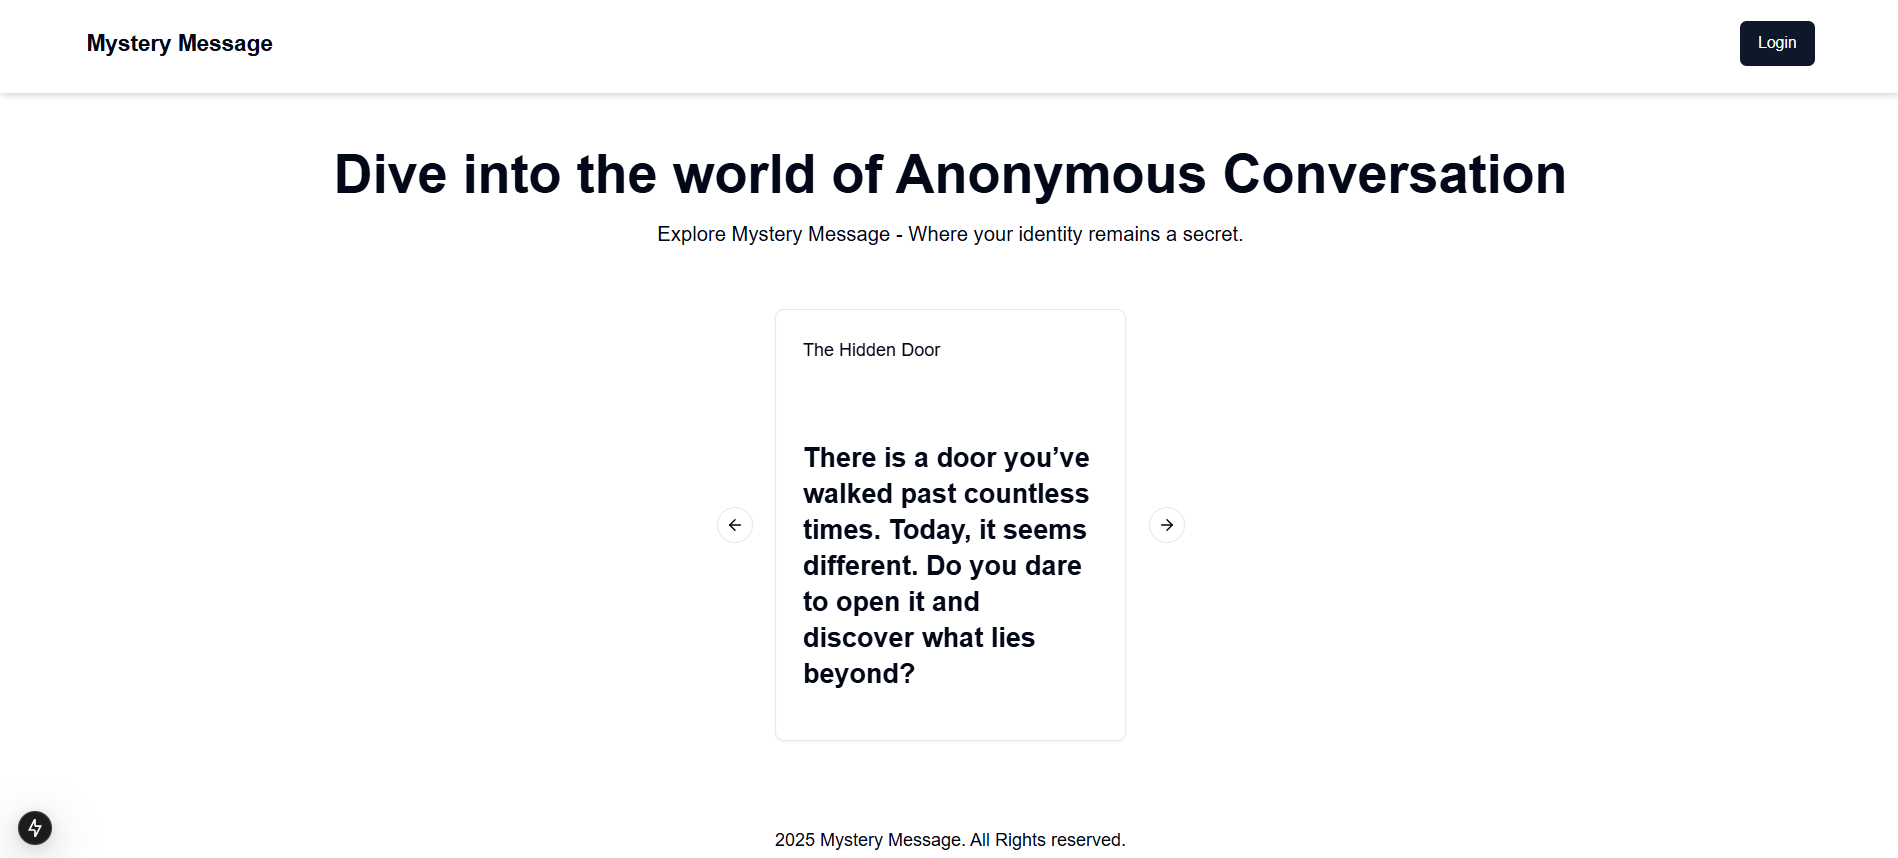 Mystery Message
Login
Dive into the world of Anonymous Conversation
Explore Mystery Message - Where your identity remains a secret.
The Hidden Door
There is a door you’ve
walked past countless
times. Today, it seems
different. Do you dare
to open it and
discover what lies
beyond?
2025 Mystery Message. All Rights reserved.